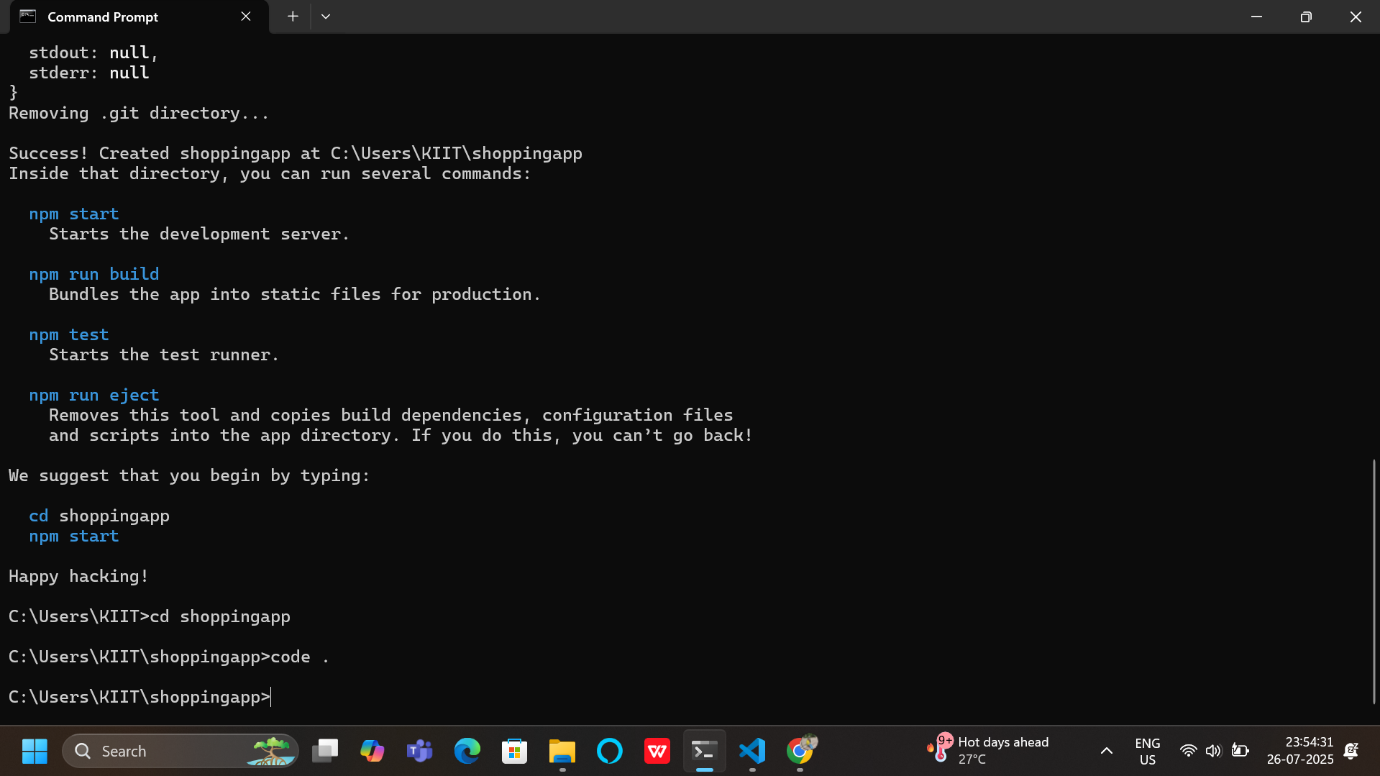 Command Prompt
stdout: null,
stderr: null
}
Removing .git directory...
Success! Created shoppingapp at C:\Users\KIIT\shoppingapp
Inside that directory, you can run several commands:
npm start
Starts the development server.
npm run build
Bundles the app into static files for production.
npm test
Starts the test runner.
npm run eject
Removes this tool and copies build dependencies, configuration files
and scripts into the app directory. If you do this, you can’t go back!
We suggest that you begin by typing:
cd shoppingapp
npm start
Happy hacking!
C:\Users\KIIT>cd shoppingapp
C:\Users\KIIT\shoppingapp>code .
C:\Users\KIIT\shoppingapp>
Search
9+
Hot days ahead
27°C
ENG
US
23:54:31
26-07-2025